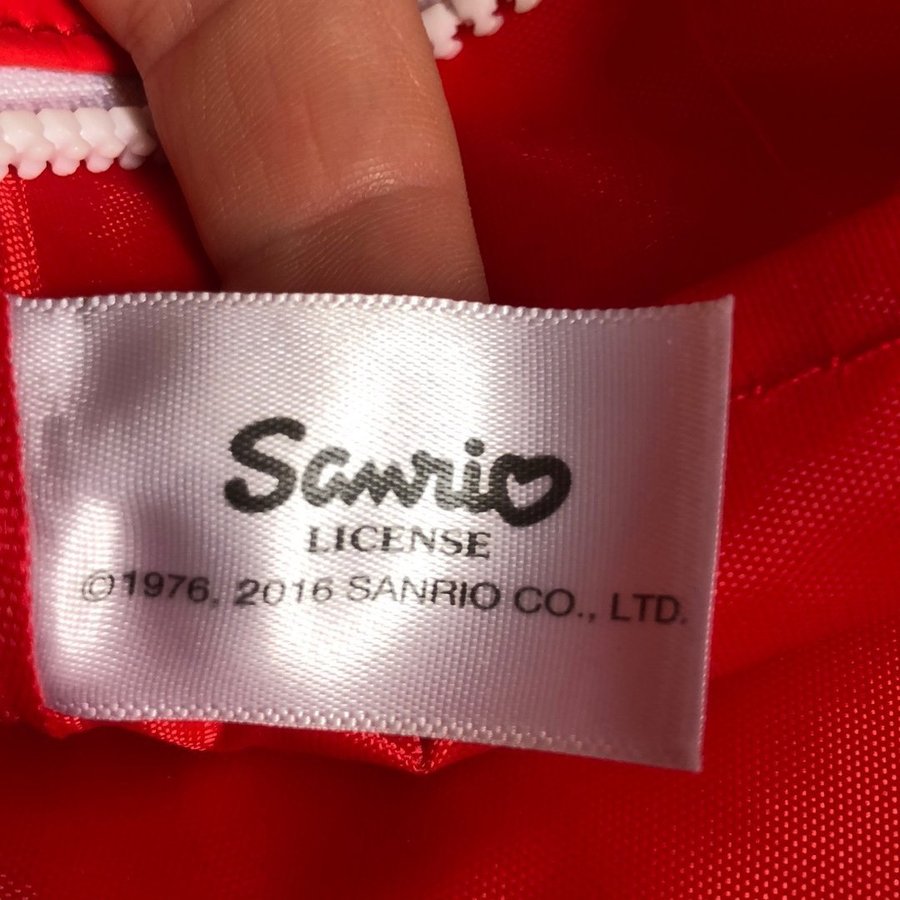 Sanrio
LICENSE
©1976, 2016 SANRIO CO., LTD.